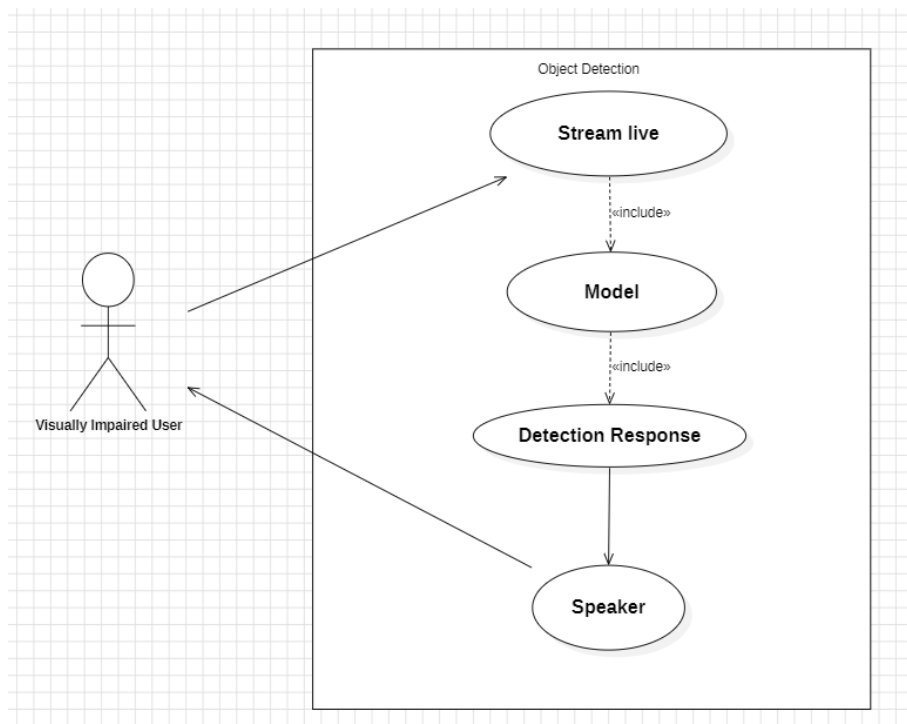 Object Detection
Stream live
«include»
Model
«include»
Visually Impaired User
Detection Response
Speaker